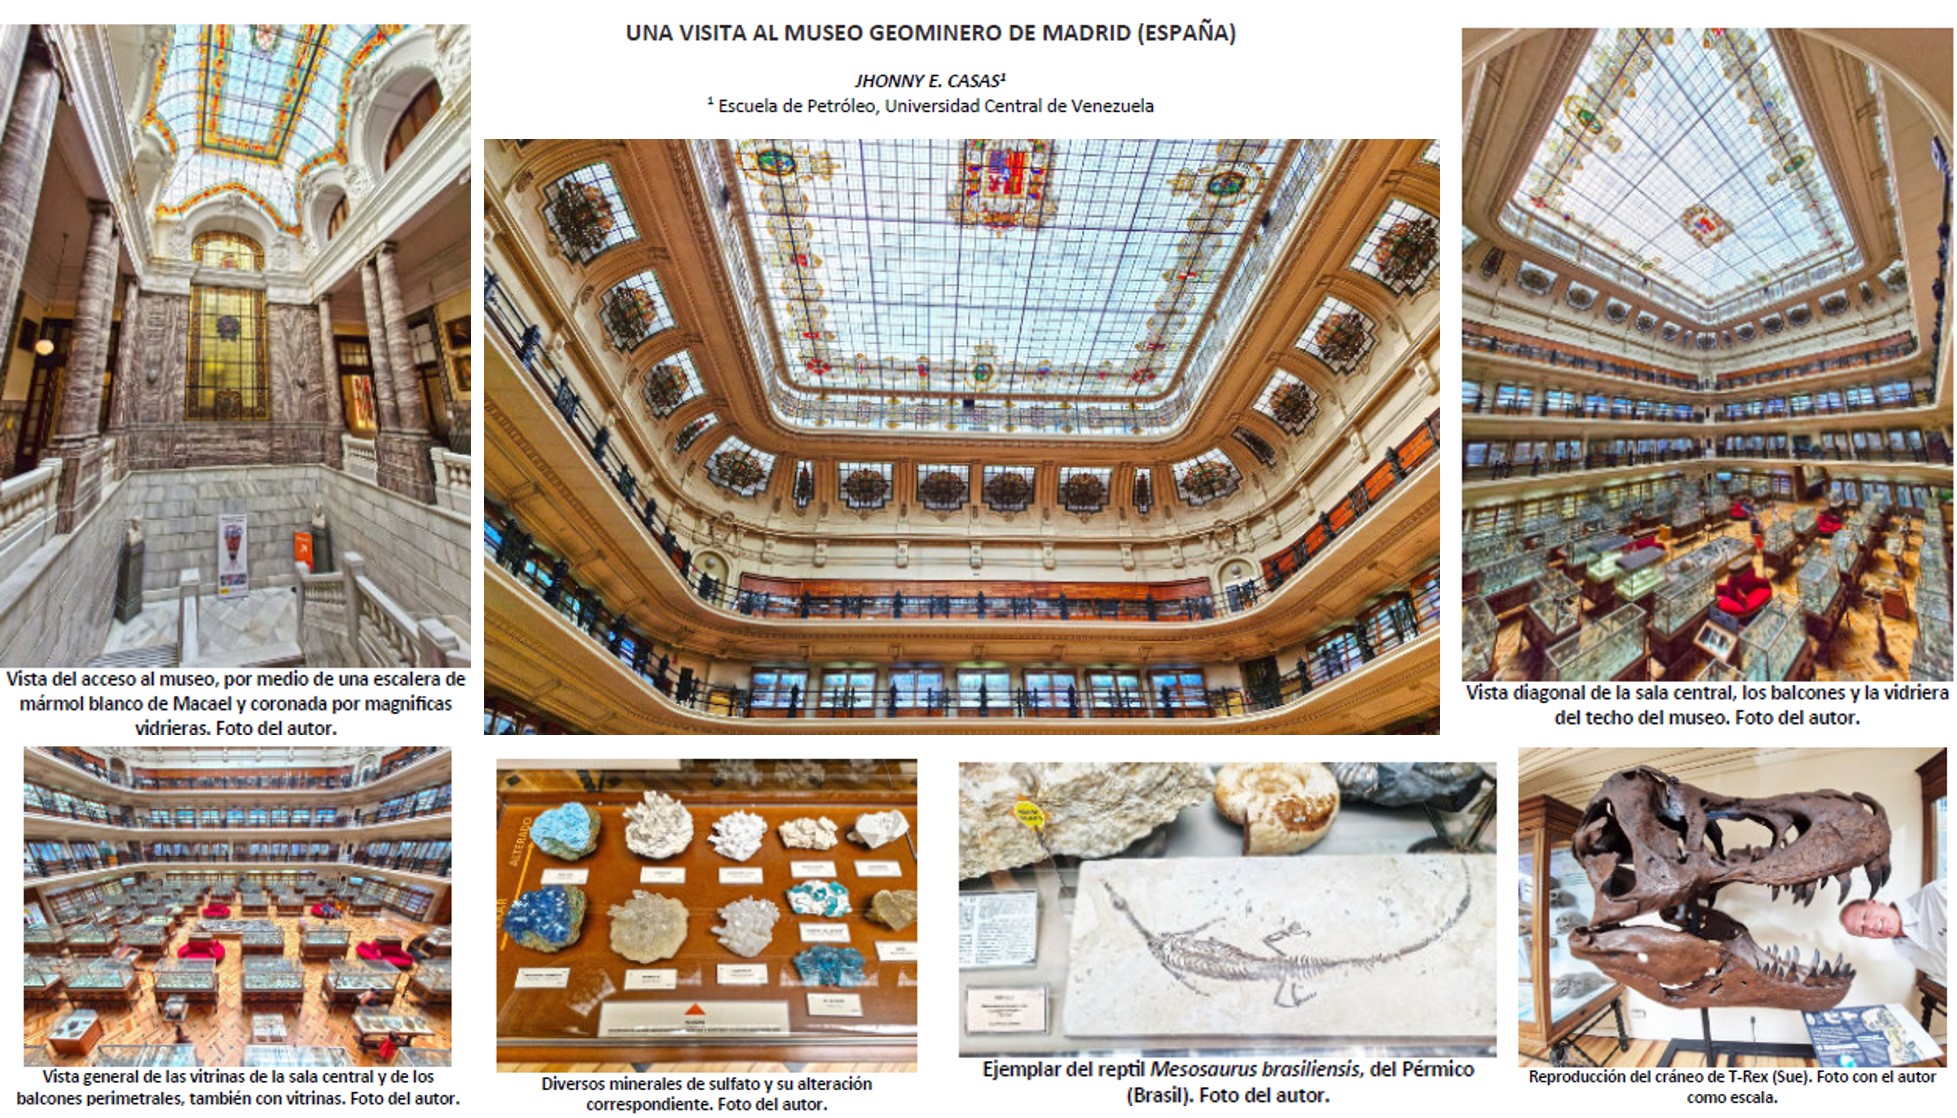 UNA VISITA AL MUSEO GEOMINERO DE MADRID (ESPAÑA)
JHONNY E. CASAS¹
¹ Escuela de Petróleo, Universidad Central de Venezuela
Vista del acceso al museo, por medio de una escalera de
mármol blanco de Macael y coronada por magnificas
vidrieras. Foto del autor.
Vista diagonal de la sala central, los balcones y la vidriera
del techo del museo. Foto del autor.
Vista general de las vitrinas de la sala central y de los
balcones perimetrales, también con vitrinas. Foto del autor.
ALTERADO
Diversos minerales de sulfato y su alteración
correspondiente. Foto del autor.
Ejemplar del reptil Mesosaurus brasiliensis, del Pérmico
(Brasil). Foto del autor.
Reproducción del cráneo de T-Rex (Sue). Foto con el autor
como escala.